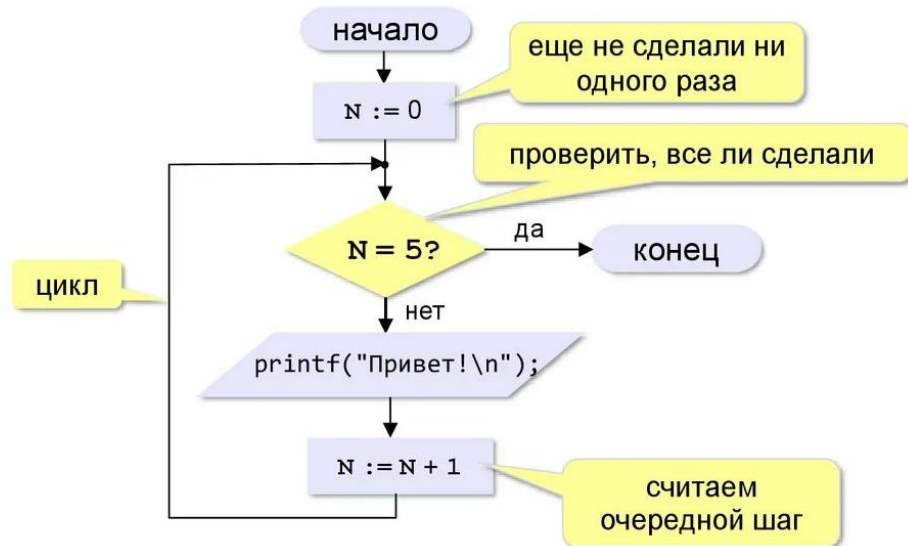 начало
еще не сделали ни
одного раза
N := 0
проверить, все ли сделали
N = 5?
да
конец
цикл
нет
printf("Привет!\n");
N := N + 1
считаем
очередной шаг